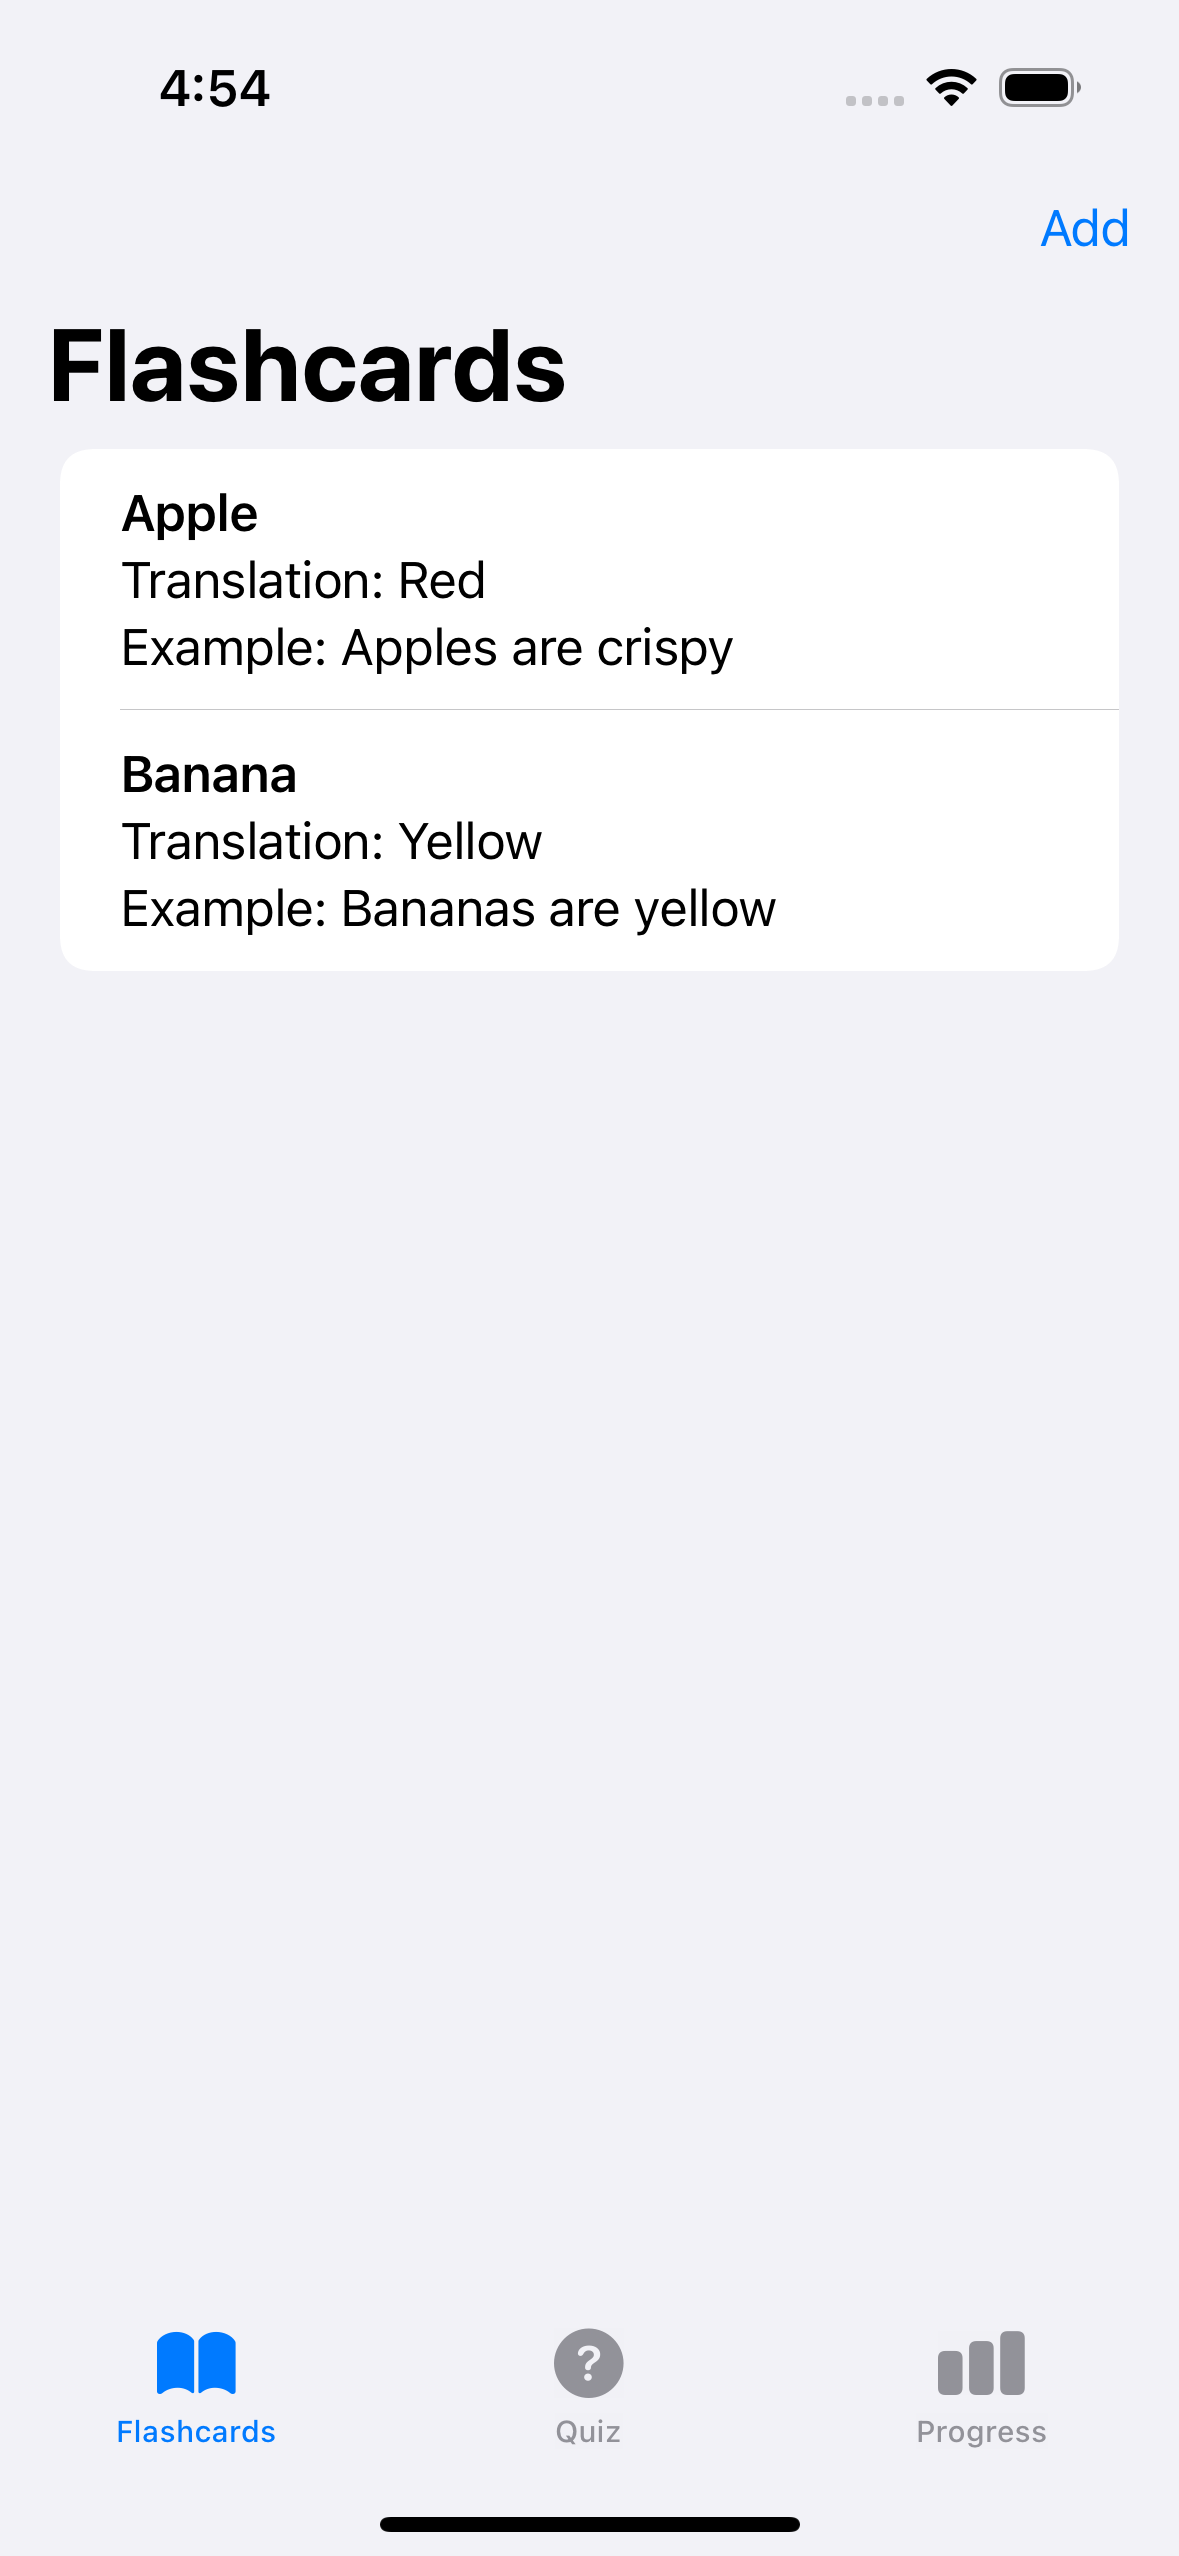 4:54
Add
Flashcards
Apple
Translation: Red
Example: Apples are crispy
Banana
Translation: Yellow
Example: Bananas are yellow
?
Flashcards
Quiz
Progress